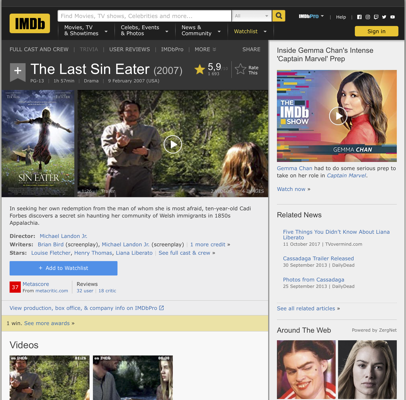 IMDb
Find Movies, TV shows, Celebrities and more...
All
IMDbPro
Help
Movies, TV & Showtimes
Celebs, Events & Photos
News & Community
Watchlist
Sign in
FULL CAST AND CREW | TRIVIA | USER REVIEWS | IMDbPro | MORE
SHARE
The Last Sin Eater (2007)
5,9
Rate This
PG-13 | 1h 57min | Drama | 9 February 2007 (USA)
SIN EATER
In seeking her own redemption from the man of whom she is most afraid, ten-year-old Cadi
Forbes discovers a secret sin haunting her community of Welsh immigrants in 1850s
Appalachia.
Director: Michael Landon Jr.
Writers: Brian Bird (screenplay), Michael Landon Jr. (screenplay) | 1 more credit »
Stars: Louise Fletcher, Henry Thomas, Liana Liberato | See full cast & crew »
+ Add to Watchlist
37
Metascore
From metacritic.com
Reviews
32 user | 18 critic
View production, box office, & company info on IMDbPro
1 win. See more awards »
Videos
Inside Gemma Chan's Intense
'Captain Marvel' Prep
THE
IMDb
SHOW
GEMMA CHAN
Gemma Chan had to do some serious prep to
take on her role in Captain Marvel.
Watch now »
Related News
Five Things You Didn't Know About Liana
Liberato
11 October 2017 | TVovermind.com
Cassadaga Trailer Released
30 September 2013 | DailyDead
Photos from Cassadaga
25 September 2013 | DailyDead
See all related articles »
Around The Web
Powered by ZergNet